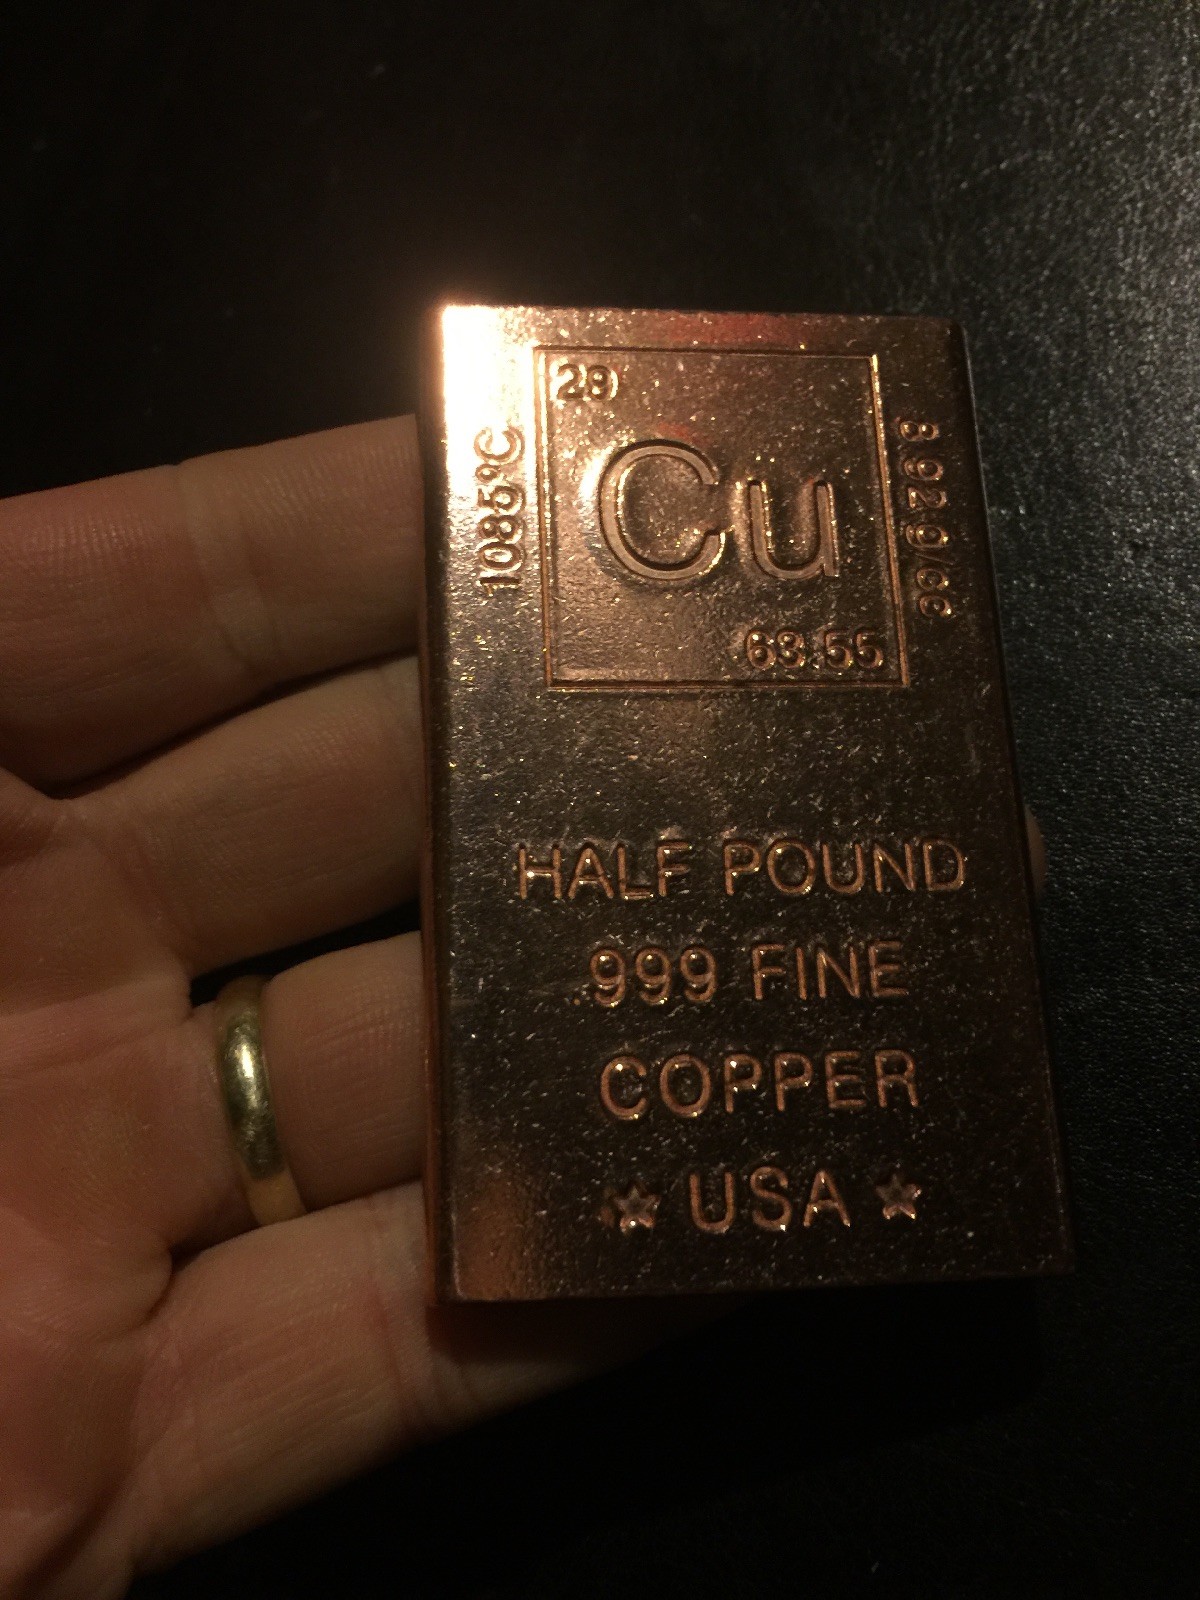 29
Cu
63.55
1085°C
8.92g/cc
HALF POUND
.999 FINE
COPPER
★ USA ★